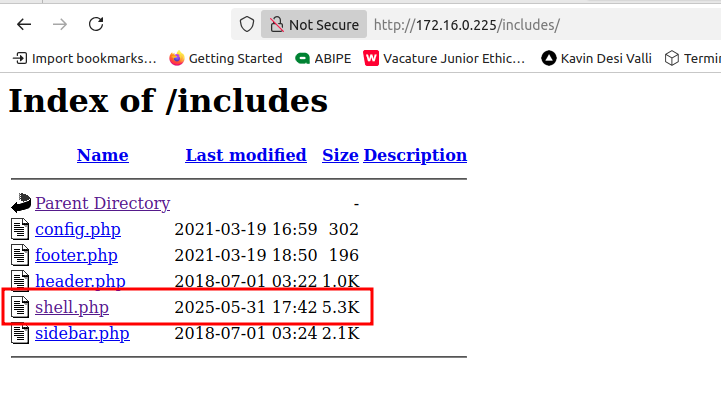 Not Secure http://172.16.0.225/includes/
Import bookmarks… Getting Started ABIPE Vacature Junior Ethic… Kavin Desi Valli Termin
Index of /includes
Name Last modified Size Description
Parent Directory -
config.php 2021-03-19 16:59 302
footer.php 2021-03-19 18:50 196
header.php 2018-07-01 03:22 1.0K
shell.php 2025-05-31 17:42 5.3K
sidebar.php 2018-07-01 03:24 2.1K